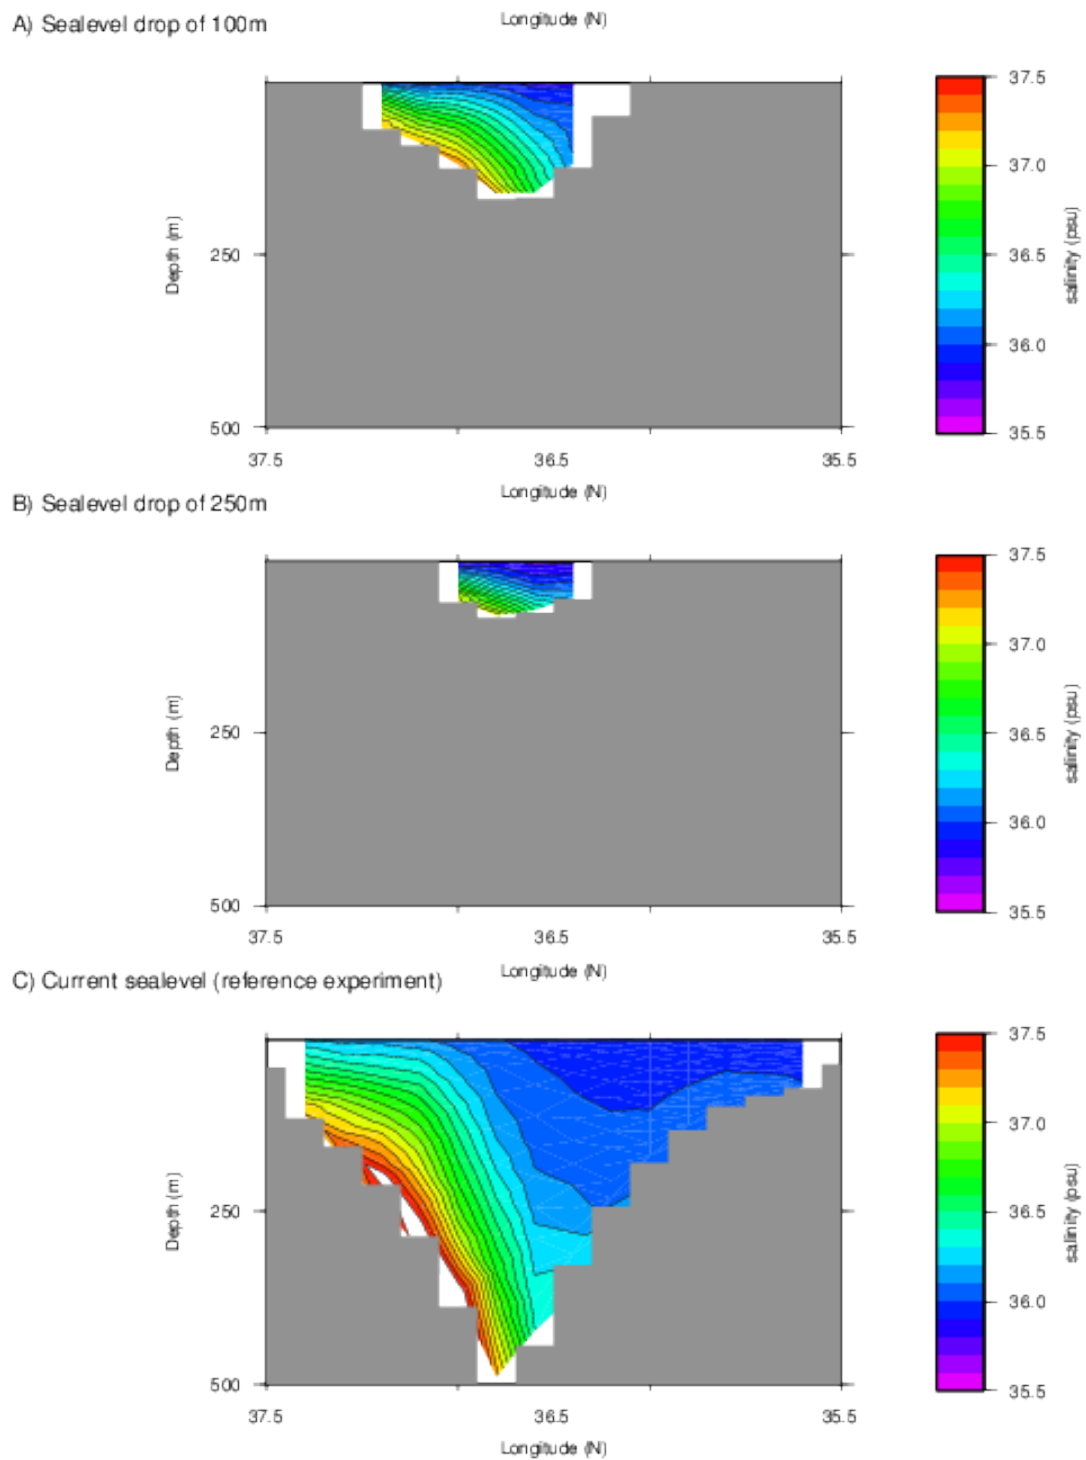 Longitude (N)
A) Sealevel drop of 100m
37.5
37.0
36.5
36.0
35.5
salinity (psu)
Depth (m)
250
500
37.5
36.5
35.5
Longitude (N)
B) Sealevel drop of 250m
37.5
37.0
36.5
36.0
35.5
salinity (psu)
Depth (m)
250
500
37.5
36.5
35.5
Longitude (N)
C) Current sealevel (reference experiment)
37.5
37.0
36.5
36.0
35.5
salinity (psu)
Depth (m)
250
500
37.5
36.5
35.5
Longitude (N)